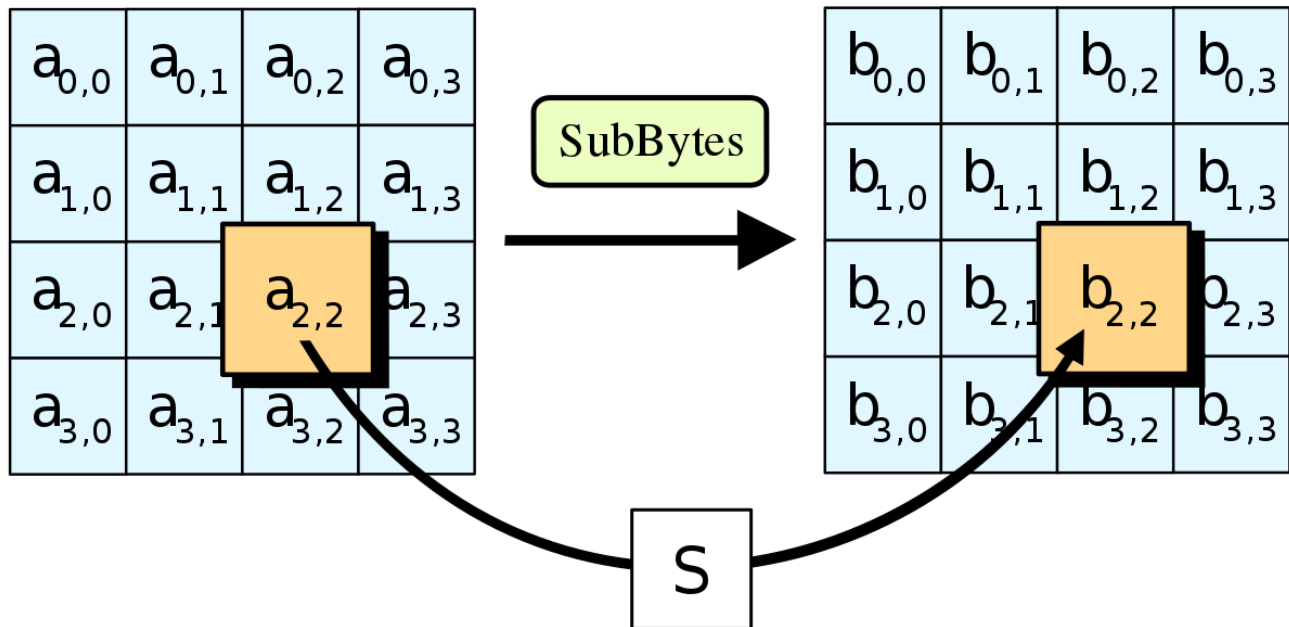 a0,0 a0,1 a0,2 a0,3
b0,0 b0,1 b0,2 b0,3
SubBytes
a1,0 a1,1 a1,2 a1,3
b1,0 b1,1 b1,2 b1,3
a2,0 a2,1 a2,2 a2,3
b2,0 b2,1 b2,2 b2,3
a3,0 a3,1 a3,2 a3,3
b3,0 b3,1 b3,2 b3,3
S